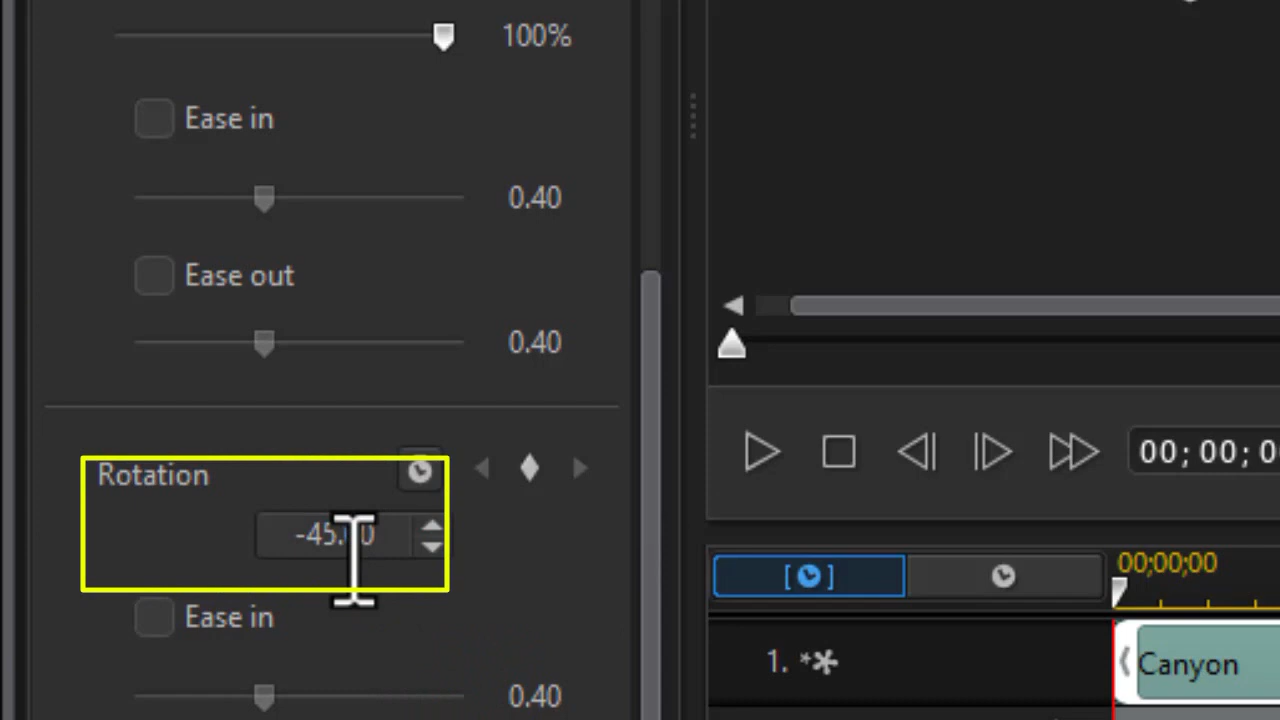 100%
Ease in
0.40
Ease out
0.40
Rotation
Ease in
0.40
00;00;0
00;00;00
1.
Canyon